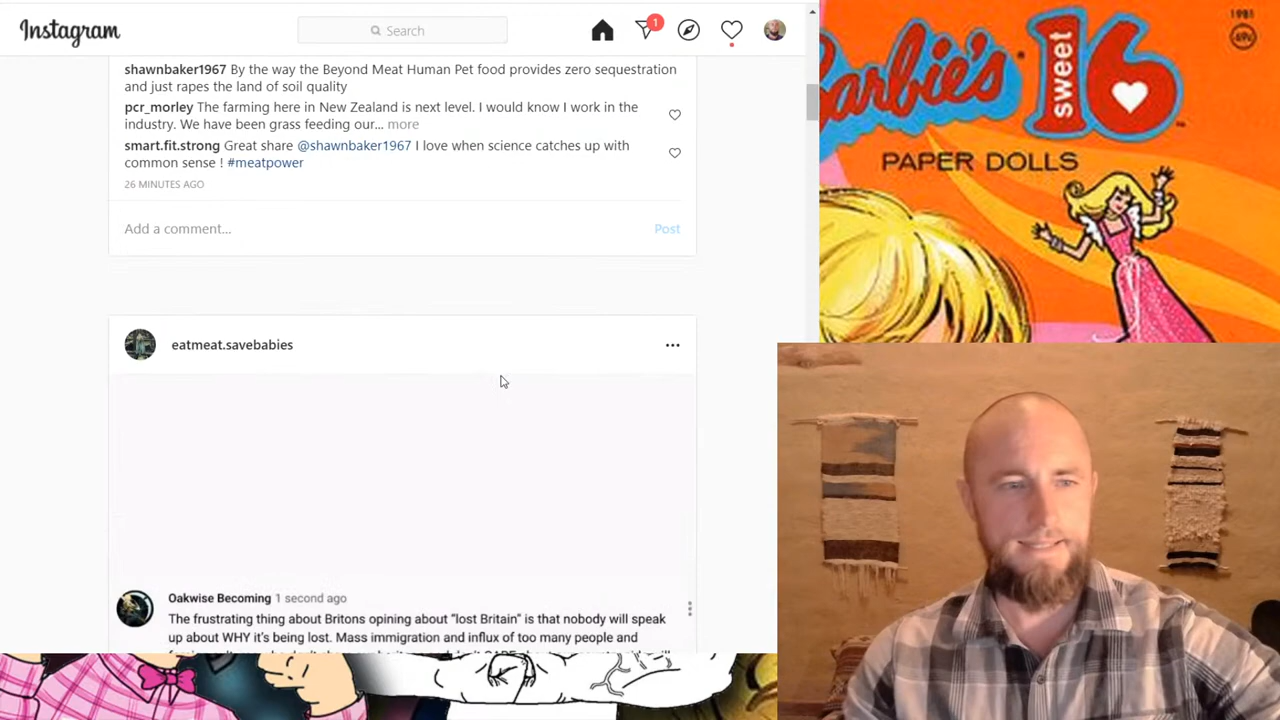 Instagram
Search
1
shawnbaker1967 By the way the Beyond Meat Human Pet food provides zero sequestration
and just rapes the land of soil quality
pcr_morley The farming here in New Zealand is next level. I would know I work in the
industry. We have been grass feeding our... more
smart.fit.strong Great share @shawnbaker1967 I love when science catches up with
common sense ! #meatpower
26 MINUTES AGO
Add a comment...
Post
eatmeat.savebabies
Oakwise Becoming 1 second ago
The frustrating thing about Britons opining about "lost Britain" is that nobody will speak
up about WHY it's being lost. Mass immigration and influx of too many people and
1981
69¢
arbie's
sweet
16
PAPER DOLLS